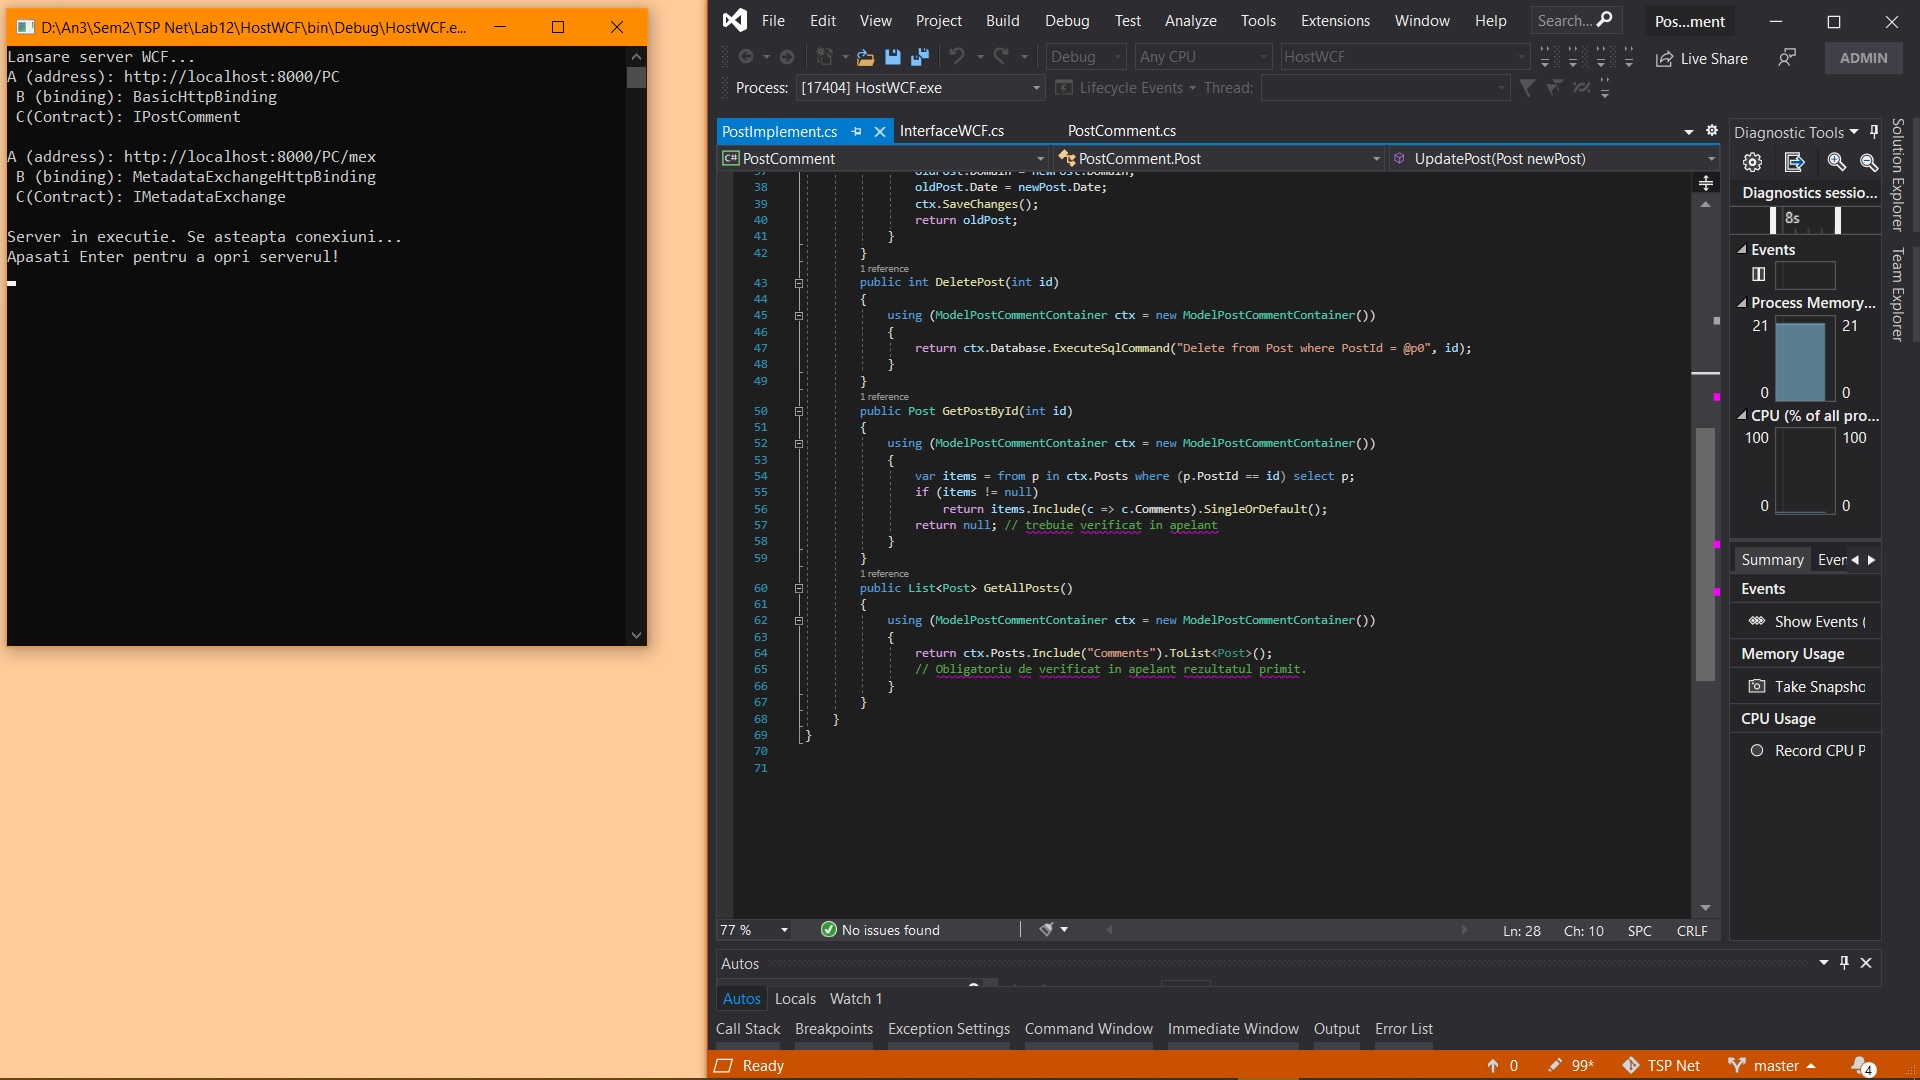 D:\An3\Sem2\TSP Net\Lab12\HostWCF\bin\Debug\HostWCF.e...
Lansare server WCF...
A (address): http://localhost:8000/PC
B (binding): BasicHttpBinding
C(Contract): IPostComment
A (address): http://localhost:8000/PC/mex
B (binding): MetadataExchangeHttpBinding
C(Contract): IMetadataExchange
Server in executie. Se asteapta conexiuni...
Apasati Enter pentru a opri serverul!
File Edit View Project Build Debug Test Analyze Tools Extensions Window Help Search... Pos...ment
Debug Any CPU HostWCF Live Share ADMIN
Process: [17404] HostWCF.exe Lifecycle Events Thread:
PostImplement.cs InterfaceWCF.cs PostComment.cs
C# PostComment PostComment.Post UpdatePost(Post newPost)
37 oldPost.Domain = newPost.Domain;
38 oldPost.Date = newPost.Date;
39 ctx.SaveChanges();
40 return oldPost;
41 }
42 }
1 reference
43 public int DeletePost(int id)
44 {
45 using (ModelPostCommentContainer ctx = new ModelPostCommentContainer())
46 {
47 return ctx.Database.ExecuteSqlCommand("Delete from Post where PostId = @p0", id);
48 }
49 }
1 reference
50 public Post GetPostById(int id)
51 {
52 using (ModelPostCommentContainer ctx = new ModelPostCommentContainer())
53 {
54 var items = from p in ctx.Posts where (p.PostId == id) select p;
55 if (items != null)
56 return items.Include(c => c.Comments).SingleOrDefault();
57 return null; // trebuie verificat in apelant
58 }
59 }
1 reference
60 public List<Post> GetAllPosts()
61 {
62 using (ModelPostCommentContainer ctx = new ModelPostCommentContainer())
63 {
64 return ctx.Posts.Include("Comments").ToList<Post>();
65 // Obligatoriu de verificat in apelant rezultatul primit.
66 }
67 }
68 }
69 }
70
71
77 % No issues found Ln: 28 Ch: 10 SPC CRLF
Diagnostic Tools
Diagnostics sessio...
8s
Events
Process Memory...
21 21
0 0
CPU (% of all pro...
100 100
0 0
Summary Even
Events
Show Events (
Memory Usage
Take Snapsho
CPU Usage
Record CPU P
Solution Explorer
Team Explorer
Autos
Autos Locals Watch 1
Call Stack Breakpoints Exception Settings Command Window Immediate Window Output Error List
Ready 0 99* TSP Net master 4